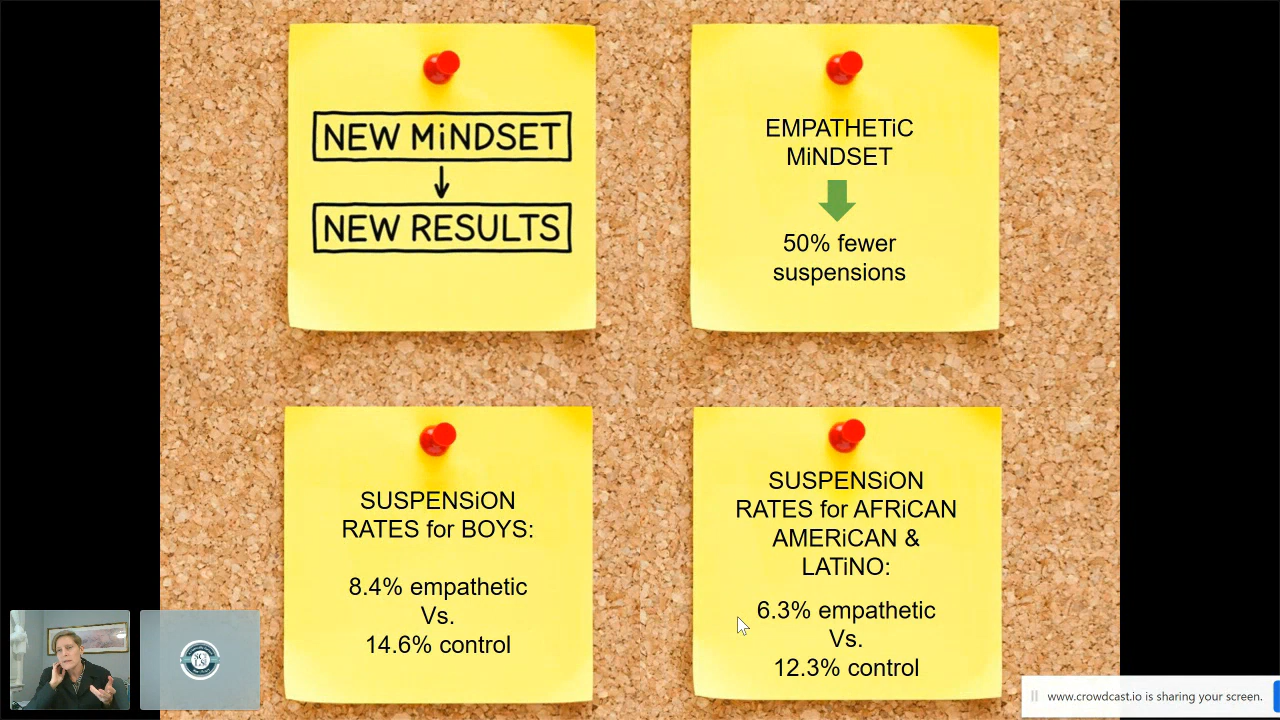 NEW MiNDSET
NEW RESULTS
EMPATHETiC
MiNDSET
50% fewer
suspensions
SUSPENSiON
RATES for BOYS:
8.4% empathetic
Vs.
14.6% control
SUSPENSiON
RATES for AFRiCAN
AMERiCAN &
LATiNO:
6.3% empathetic
Vs.
12.3% control
www.crowdcast.io is sharing your screen.